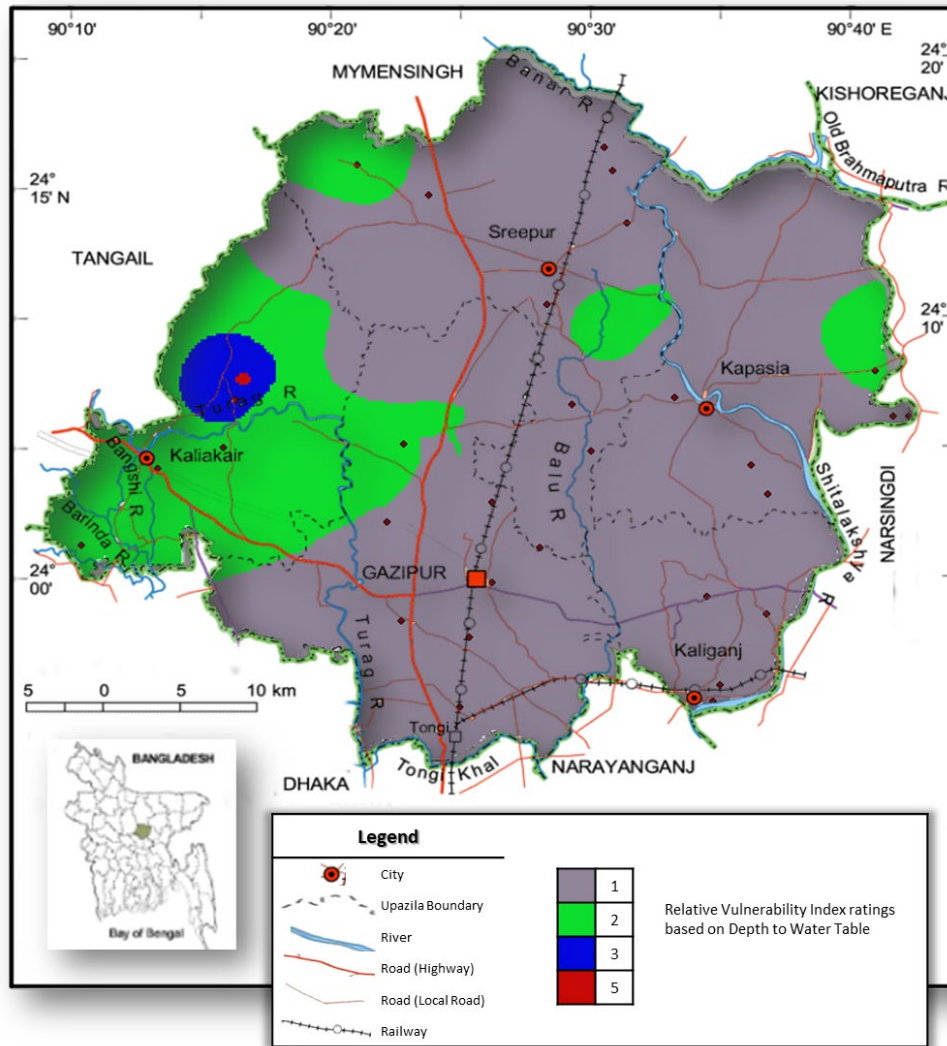 90°10'
90°20'
90°30'
90°40' E
24°
20'
MYMENSINGH
Banar R
KISHOREGANJ
Old Brahmaputra R
24°
15' N
Sreepur
TANGAIL
24°
10'
Kapasia
Turag R
Kaliakair
Bangshi R
Balu R
Shitalakshya R
NARSINGDI
Barinda R
24°
00'
GAZIPUR
Turag R
Kaliganj
5 0 5 10 km
Tongi
Tongi Khal
NARAYANGANJ
DHAKA
BANGLADESH
Bay of Bengal
Legend
City
Upazila Boundary
River
Road (Highway)
Road (Local Road)
Railway
1
2
3
5
Relative Vulnerability Index ratings
based on Depth to Water Table